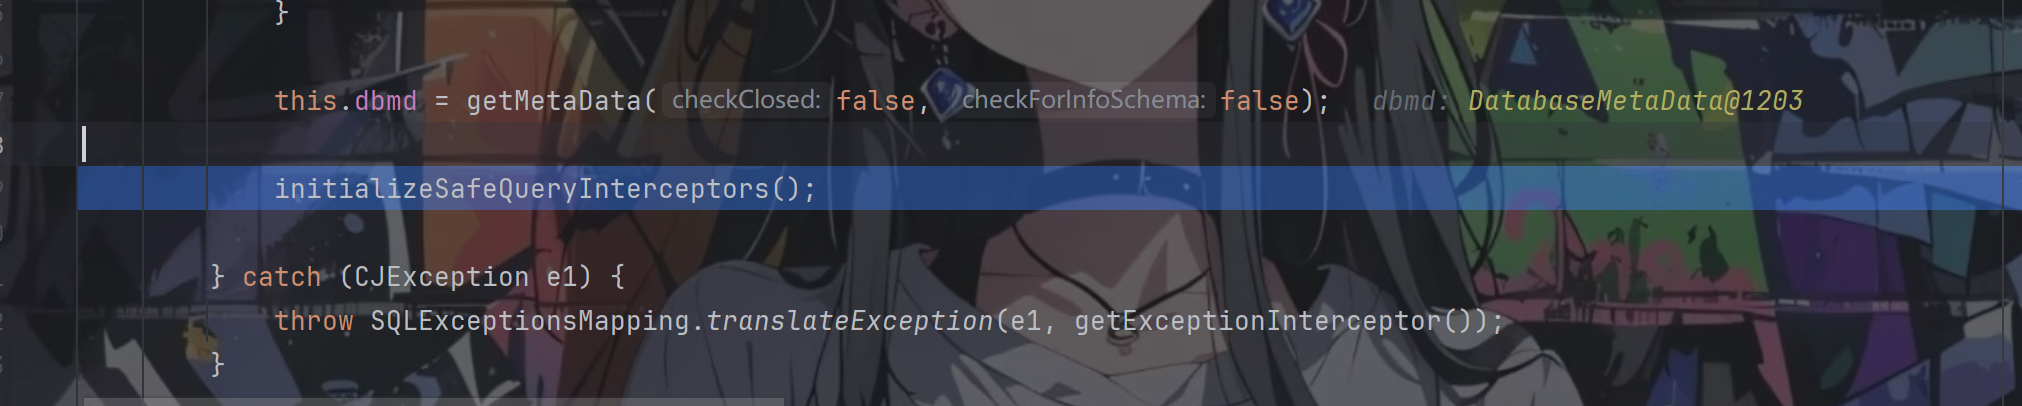 }
this.dbmd = getMetaData( checkClosed: false, checkForInfoSchema: false);   dbmd: DatabaseMetaData@1203
initializeSafeQueryInterceptors();
} catch (CJException e1) {
throw SQLExceptionsMapping.translateException(e1, getExceptionInterceptor());
}